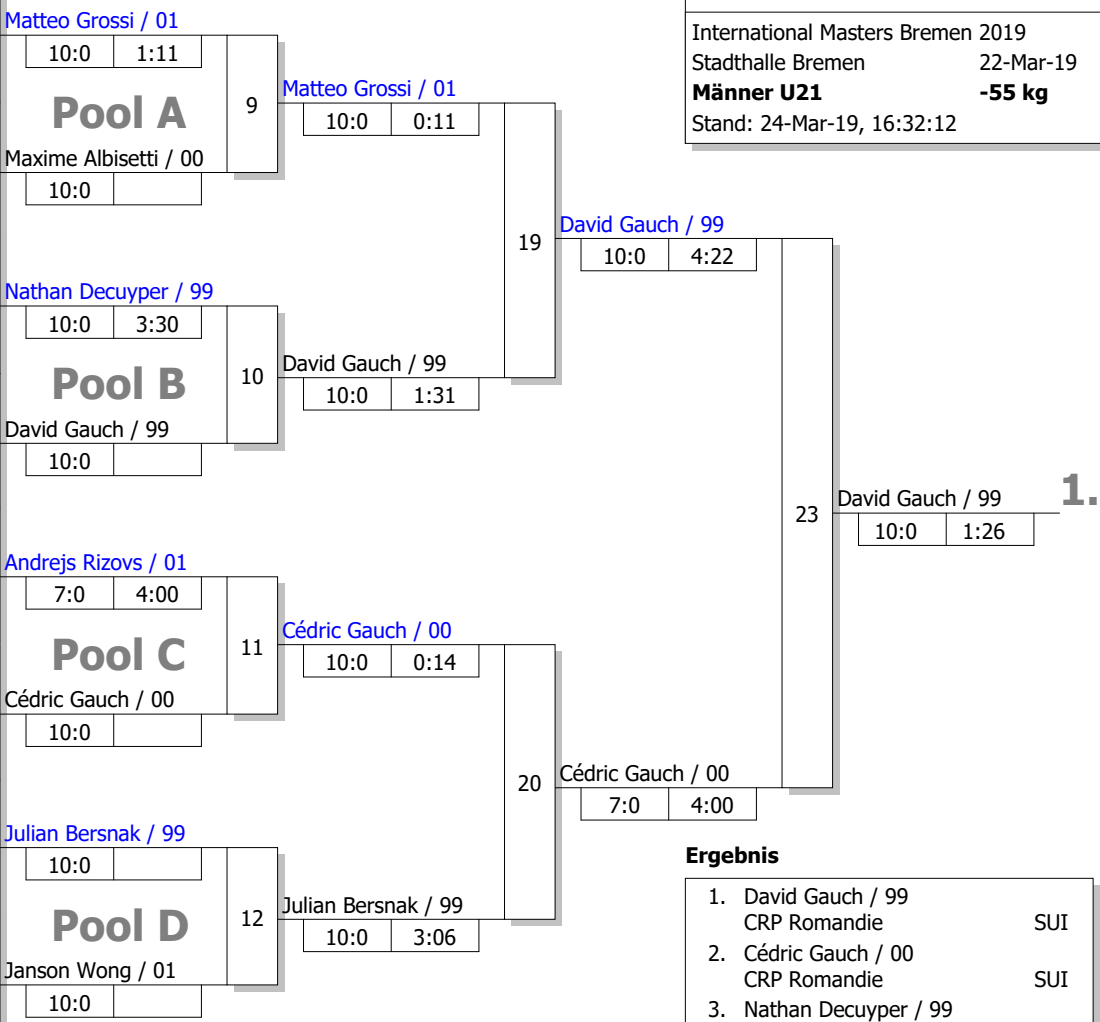 International Masters Bremen 2019
Stadthalle Bremen 22-Mar-19
Männer U21 -55 kg
Stand: 24-Mar-19, 16:32:12
Matteo Grossi / 01
10:0 1:11
Pool A
9
Maxime Albisetti / 00
10:0
Matteo Grossi / 01
10:0 0:11
Nathan Decuyper / 99
10:0 3:30
Pool B
10
David Gauch / 99
10:0
David Gauch / 99
10:0 1:31
19
David Gauch / 99
10:0 4:22
Andrejs Rizovs / 01
7:0 4:00
Pool C
11
Cédric Gauch / 00
10:0
Cédric Gauch / 00
10:0 0:14
Julian Bersnak / 99
10:0
Pool D
12
Janson Wong / 01
10:0
Julian Bersnak / 99
10:0 3:06
20
Cédric Gauch / 00
7:0 4:00
23
David Gauch / 99
10:0 1:26
1.
Ergebnis
1. David Gauch / 99
CRP Romandie SUI
2. Cédric Gauch / 00
CRP Romandie SUI
3. Nathan Decuyper / 99